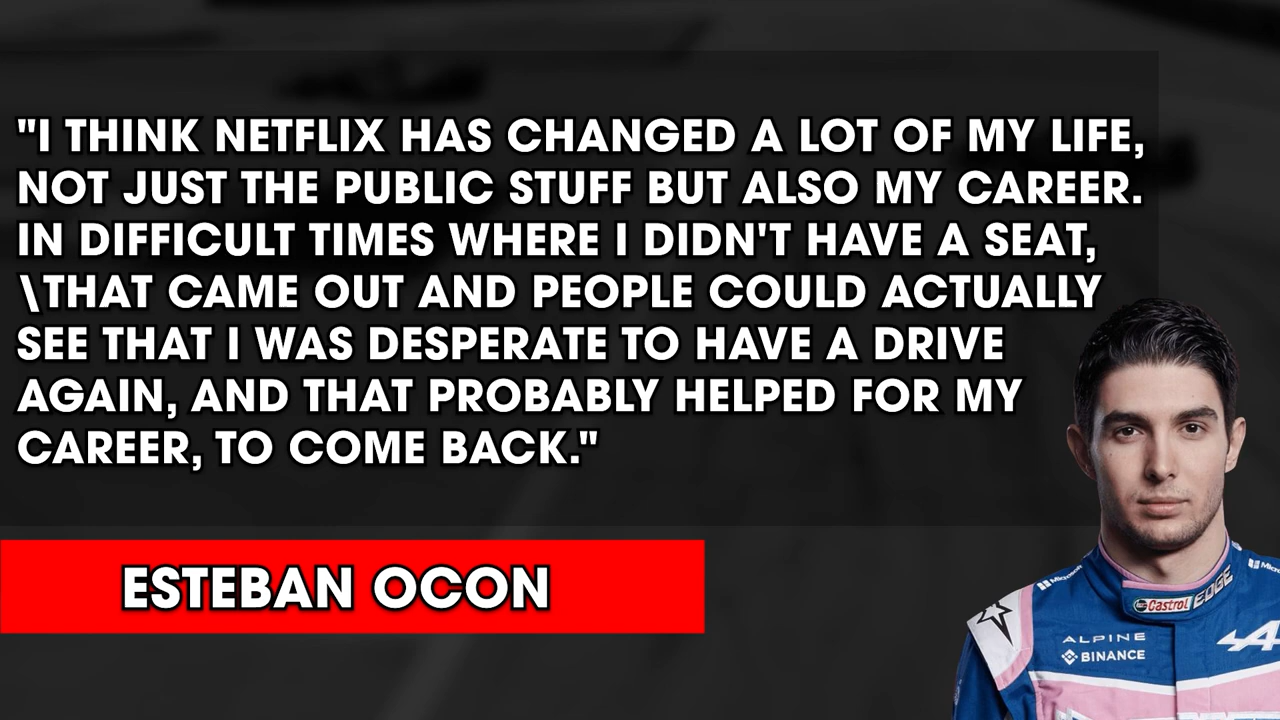 "I THINK NETFLIX HAS CHANGED A LOT OF MY LIFE,
NOT JUST THE PUBLIC STUFF BUT ALSO MY CAREER.
IN DIFFICULT TIMES WHERE I DIDN'T HAVE A SEAT,
\THAT CAME OUT AND PEOPLE COULD ACTUALLY
SEE THAT I WAS DESPERATE TO HAVE A DRIVE
AGAIN, AND THAT PROBABLY HELPED FOR MY
CAREER, TO COME BACK."
ESTEBAN OCON
Microsoft
Castrol EDGE
ALPINE
BINANCE